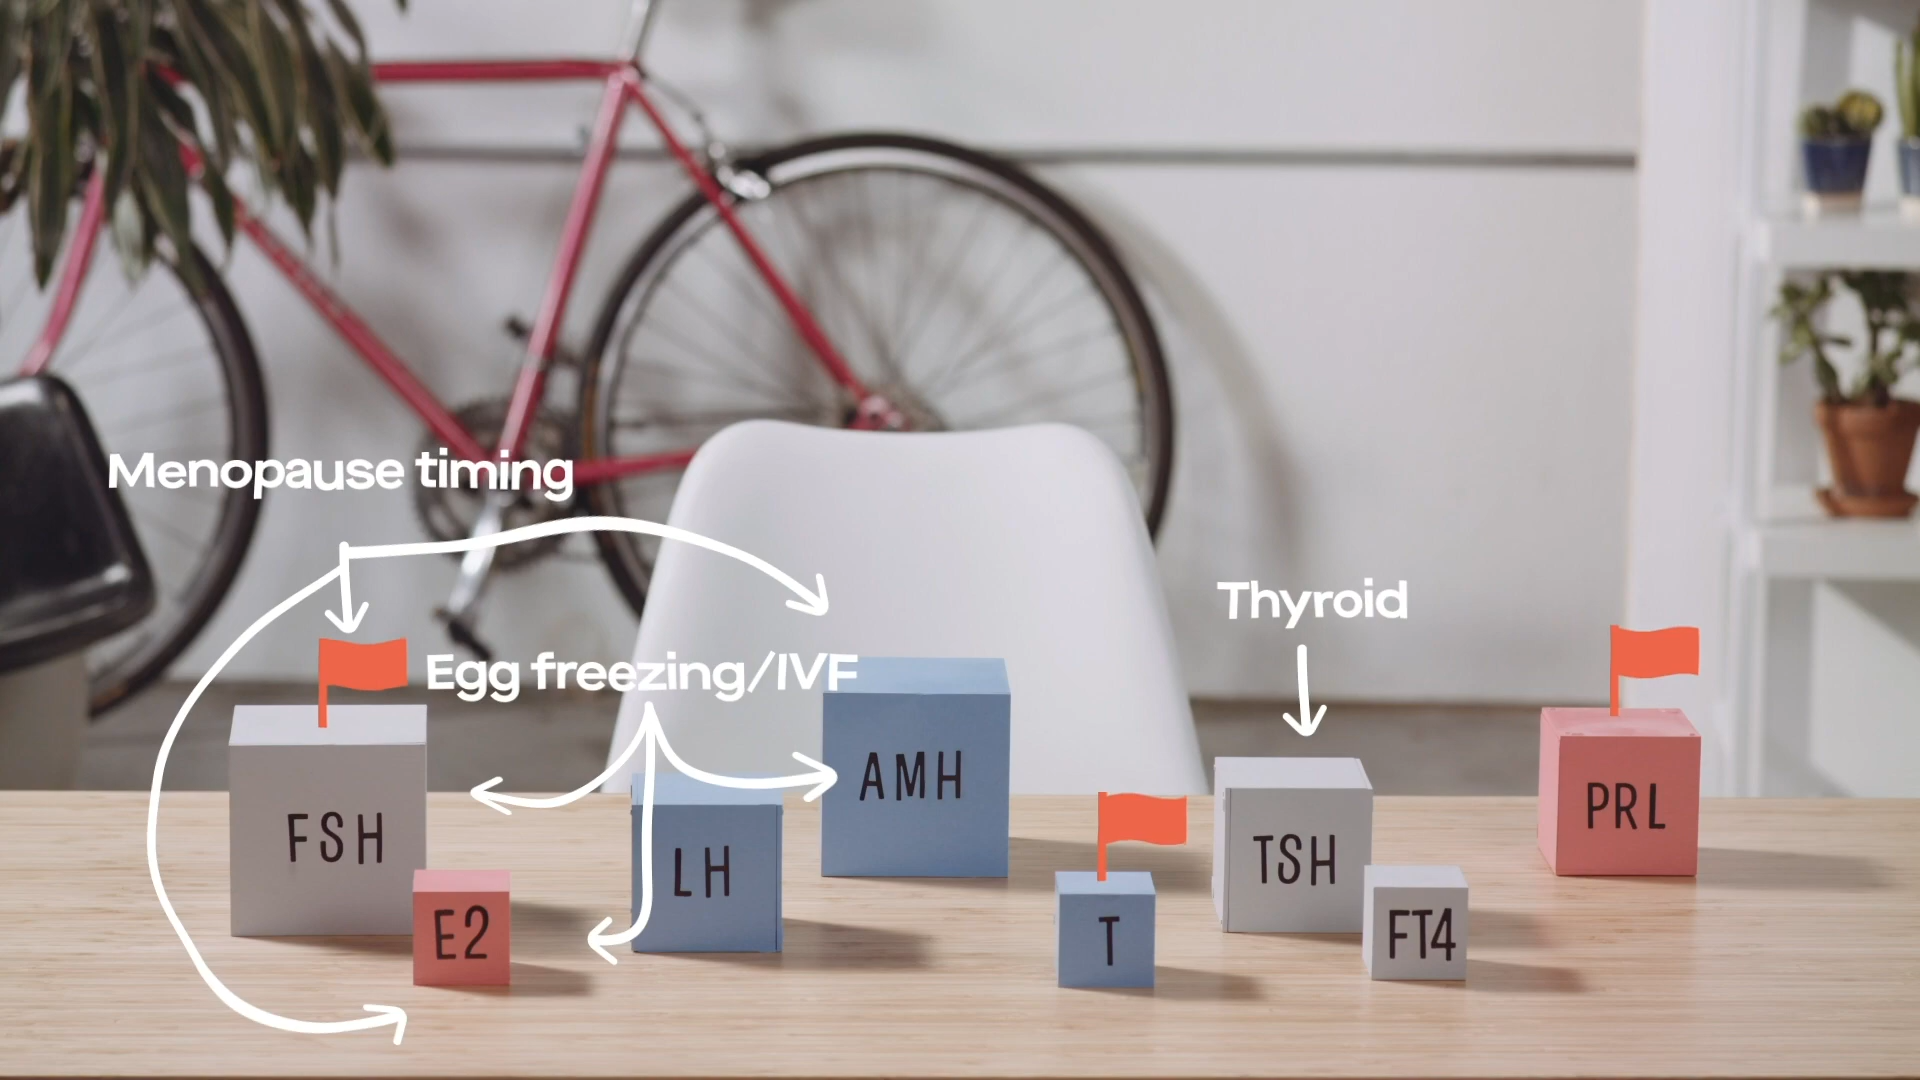 Menopause timing
Egg freezing/IVF
Thyroid
FSH
E2
LH
AMH
T
TSH
FT4
PRL